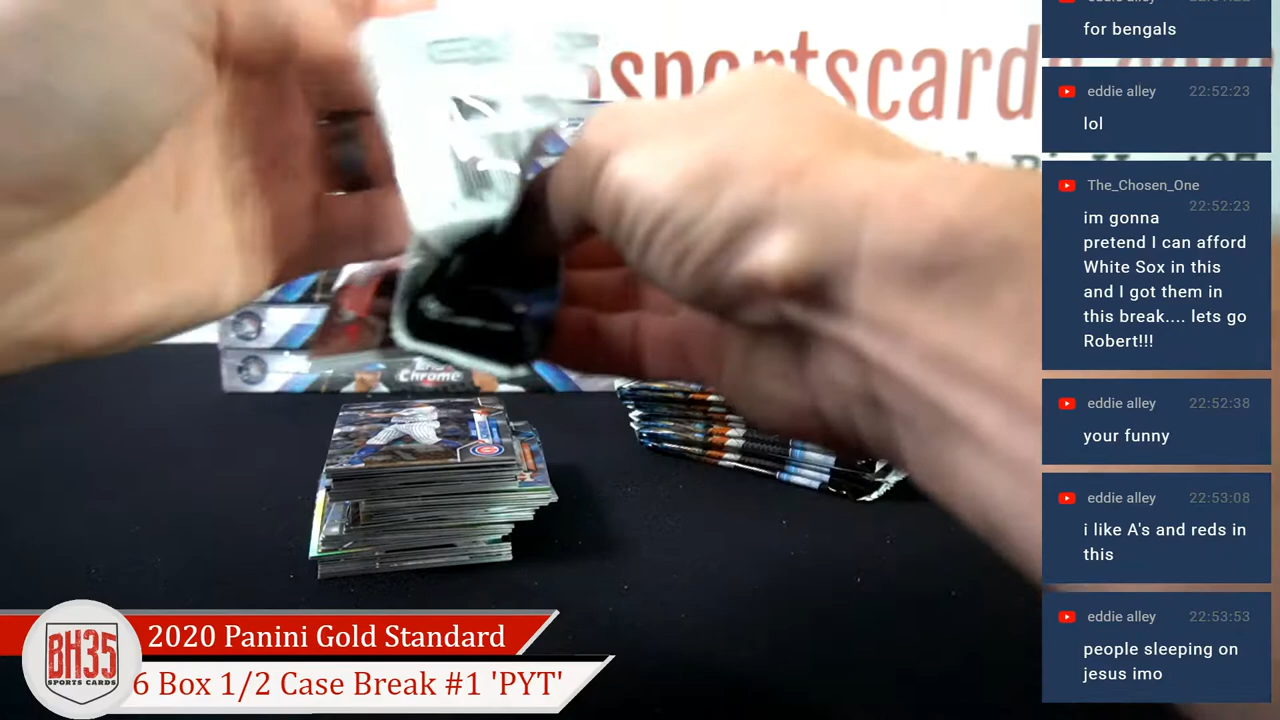 sportscard
Chrome
for bengals
eddie alley 22:52:23
lol
The_Chosen_One
22:52:23
im gonna
pretend I can afford
White Sox in this
and I got them in
this break.... lets go
Robert!!!
eddie alley 22:52:38
your funny
eddie alley 22:53:08
i like A's and reds in
this
eddie alley 22:53:53
people sleeping on
jesus imo
BH35
SPORTS CARDS
2020 Panini Gold Standard
6 Box 1/2 Case Break #1 'PYT'